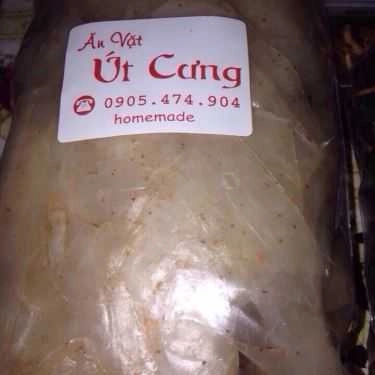 Ăn Vặt
Út Cưng
☎ 0905.474.904
homemade